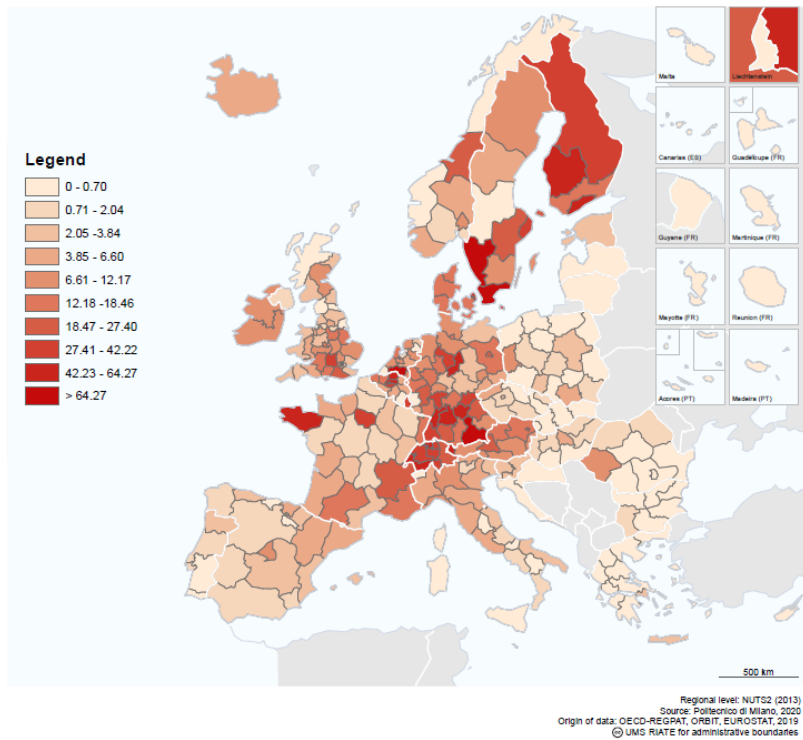 Legend
0 - 0.70
0.71 - 2.04
2.05 -3.84
3.85 - 6.60
6.61 - 12.17
12.18 -18.46
18.47 - 27.40
27.41 - 42.22
42.23 - 64.27
> 64.27
Malta
Liechtenstein
Canarias (ES)
Guadeloupe (FR)
Guyane (FR)
Martinique (FR)
Mayotte (FR)
Reunion (FR)
Acores (PT)
Madeira (PT)
500 km
Regional level: NUTS2 (2013)
Source: Politecnico di Milano, 2020
Origin of data: OECD-REGPAT, ORBIT, EUROSTAT, 2019
cc UMS RIATE for administrative boundaries